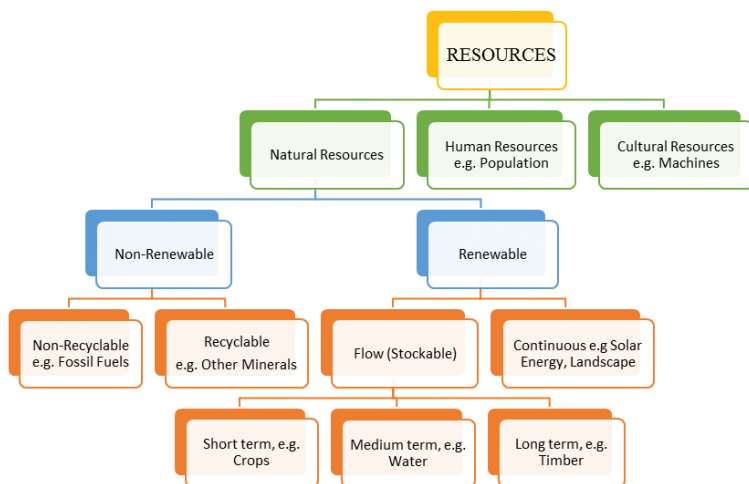 RESOURCES
Natural Resources
Human Resources
e.g. Population
Cultural Resources
e.g. Machines
Non-Renewable
Renewable
Non-Recyclable
e.g. Fossil Fuels
Recyclable
e.g. Other Minerals
Flow (Stockable)
Continuous e.g Solar
Energy, Landscape
Short term, e.g.
Crops
Medium term, e.g.
Water
Long term, e.g.
Timber